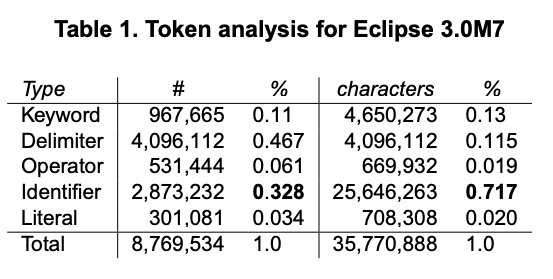 Table 1. Token analysis for Eclipse 3.0M7
Type # % characters %
Keyword 967,665 0.11 4,650,273 0.13
Delimiter 4,096,112 0.467 4,096,112 0.115
Operator 531,444 0.061 669,932 0.019
Identifier 2,873,232 0.328 25,646,263 0.717
Literal 301,081 0.034 708,308 0.020
Total 8,769,534 1.0 35,770,888 1.0